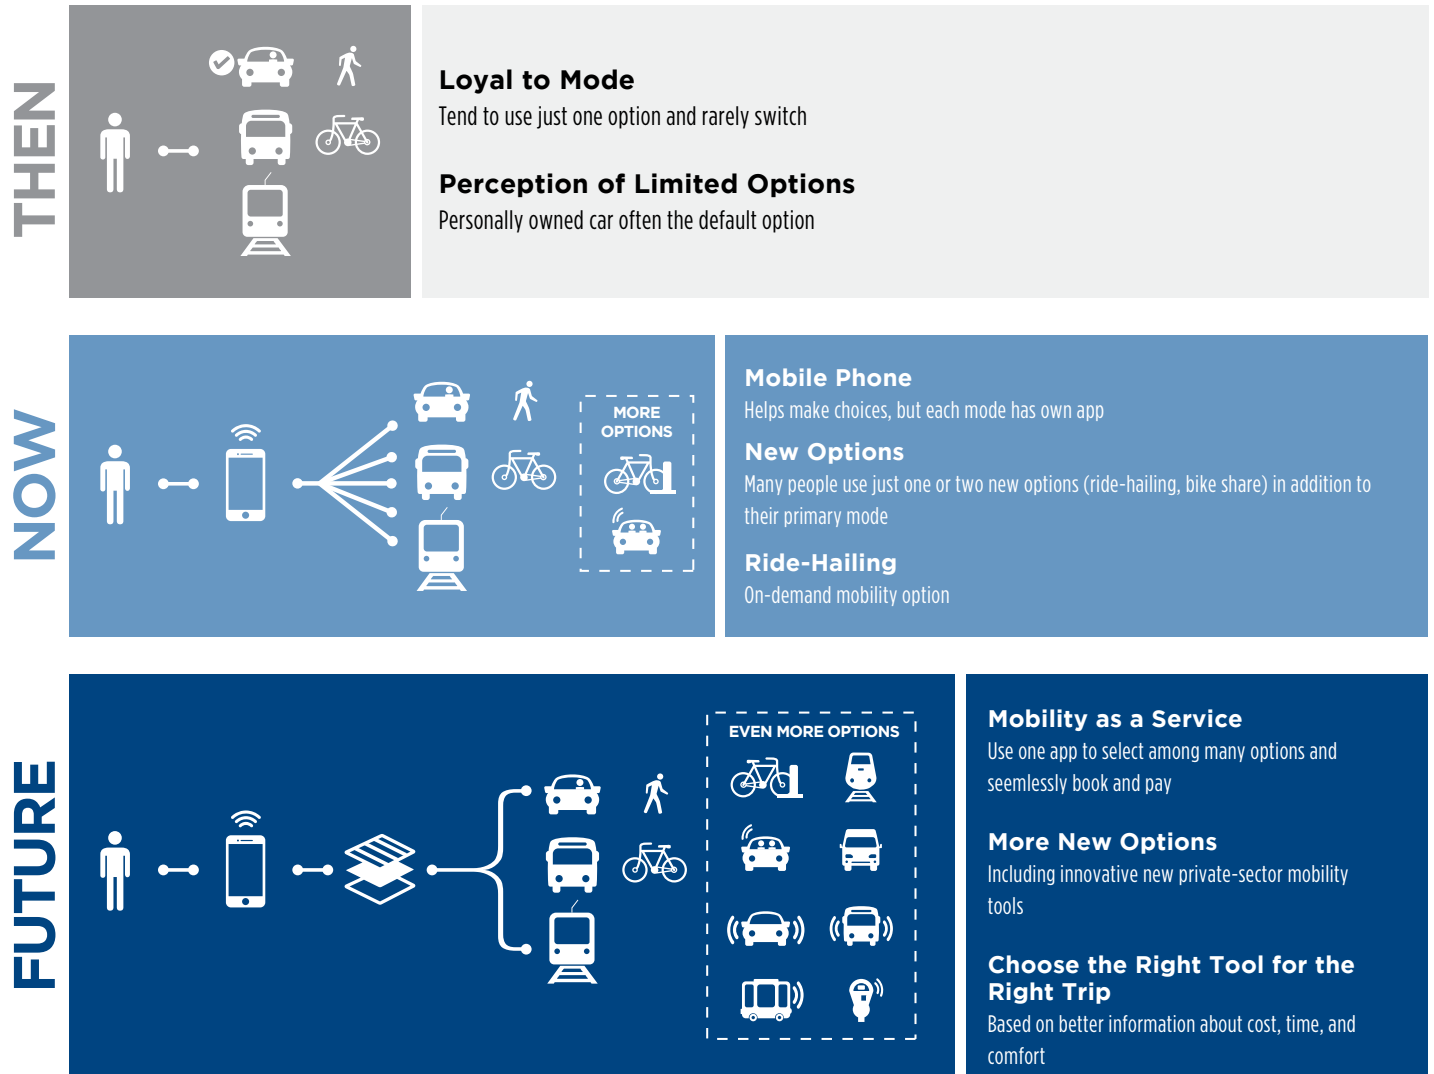 THEN
Loyal to Mode
Tend to use just one option and rarely switch
Perception of Limited Options
Personally owned car often the default option
NOW
MORE
OPTIONS
Mobile Phone
Helps make choices, but each mode has own app
New Options
Many people use just one or two new options (ride-hailing, bike share) in addition to
their primary mode
Ride-Hailing
On-demand mobility option
FUTURE
EVEN MORE OPTIONS
Mobility as a Service
Use one app to select among many options and
seemlessly book and pay
More New Options
Including innovative new private-sector mobility
tools
Choose the Right Tool for the
Right Trip
Based on better information about cost, time, and
comfort